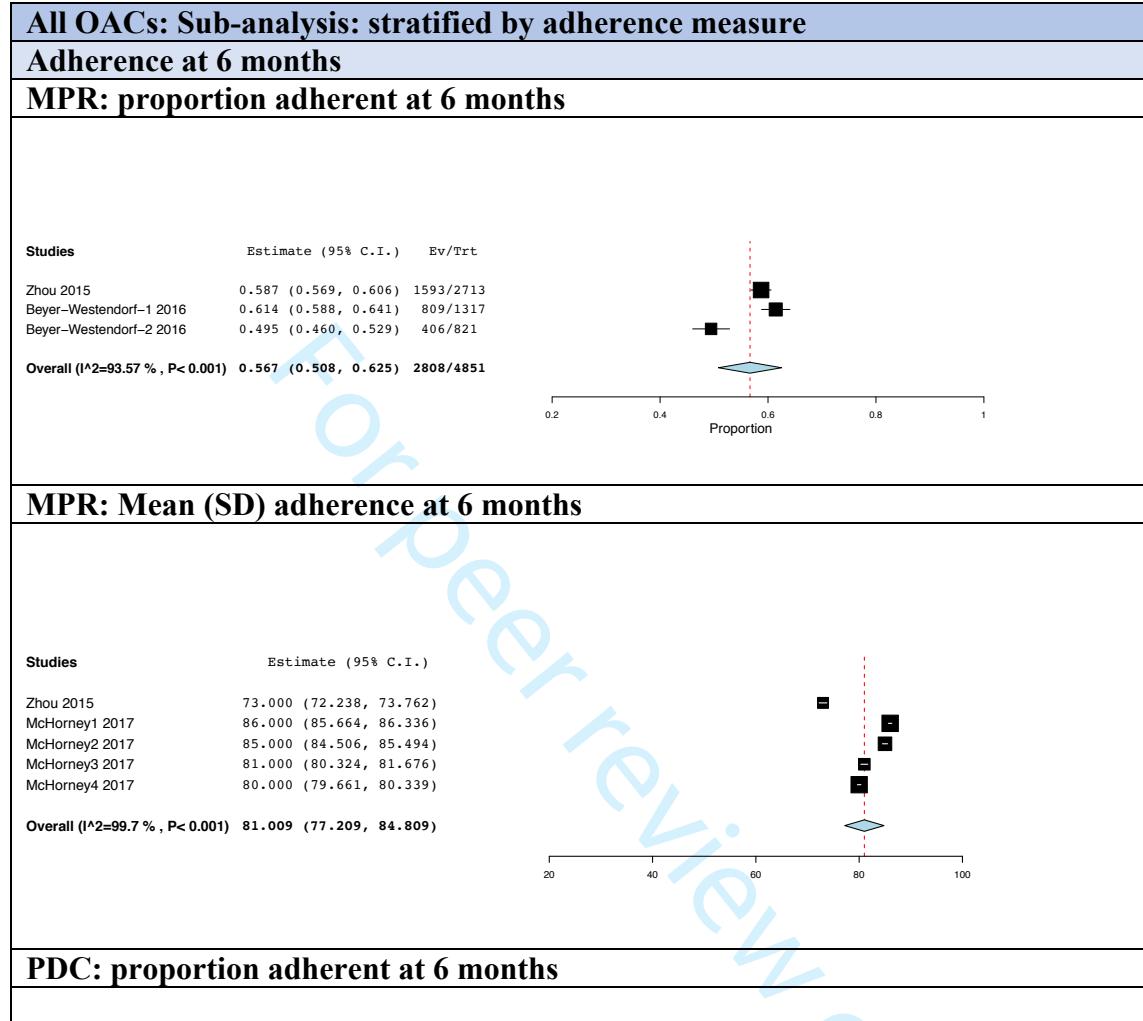 All OACs: Sub-analysis: stratified by adherence measure
Adherence at 6 months
MPR: proportion adherent at 6 months
Studies Estimate (95% C.I.) Ev/Trt
Zhou 2015 0.587 (0.569, 0.606) 1593/2713
Beyer−Westendorf−1 2016 0.614 (0.588, 0.641) 809/1317
Beyer−Westendorf−2 2016 0.495 (0.460, 0.529) 406/821
Overall (I^2=93.57 % , P< 0.001) 0.567 (0.508, 0.625) 2808/4851
0.2 0.4 0.6 0.8 1
Proportion
MPR: Mean (SD) adherence at 6 months
Studies Estimate (95% C.I.)
Zhou 2015 73.000 (72.238, 73.762)
McHorney1 2017 86.000 (85.664, 86.336)
McHorney2 2017 85.000 (84.506, 85.494)
McHorney3 2017 81.000 (80.324, 81.676)
McHorney4 2017 80.000 (79.661, 80.339)
Overall (I^2=99.7 % , P< 0.001) 81.009 (77.209, 84.809)
20 40 60 80 100
PDC: proportion adherent at 6 months
For peer review